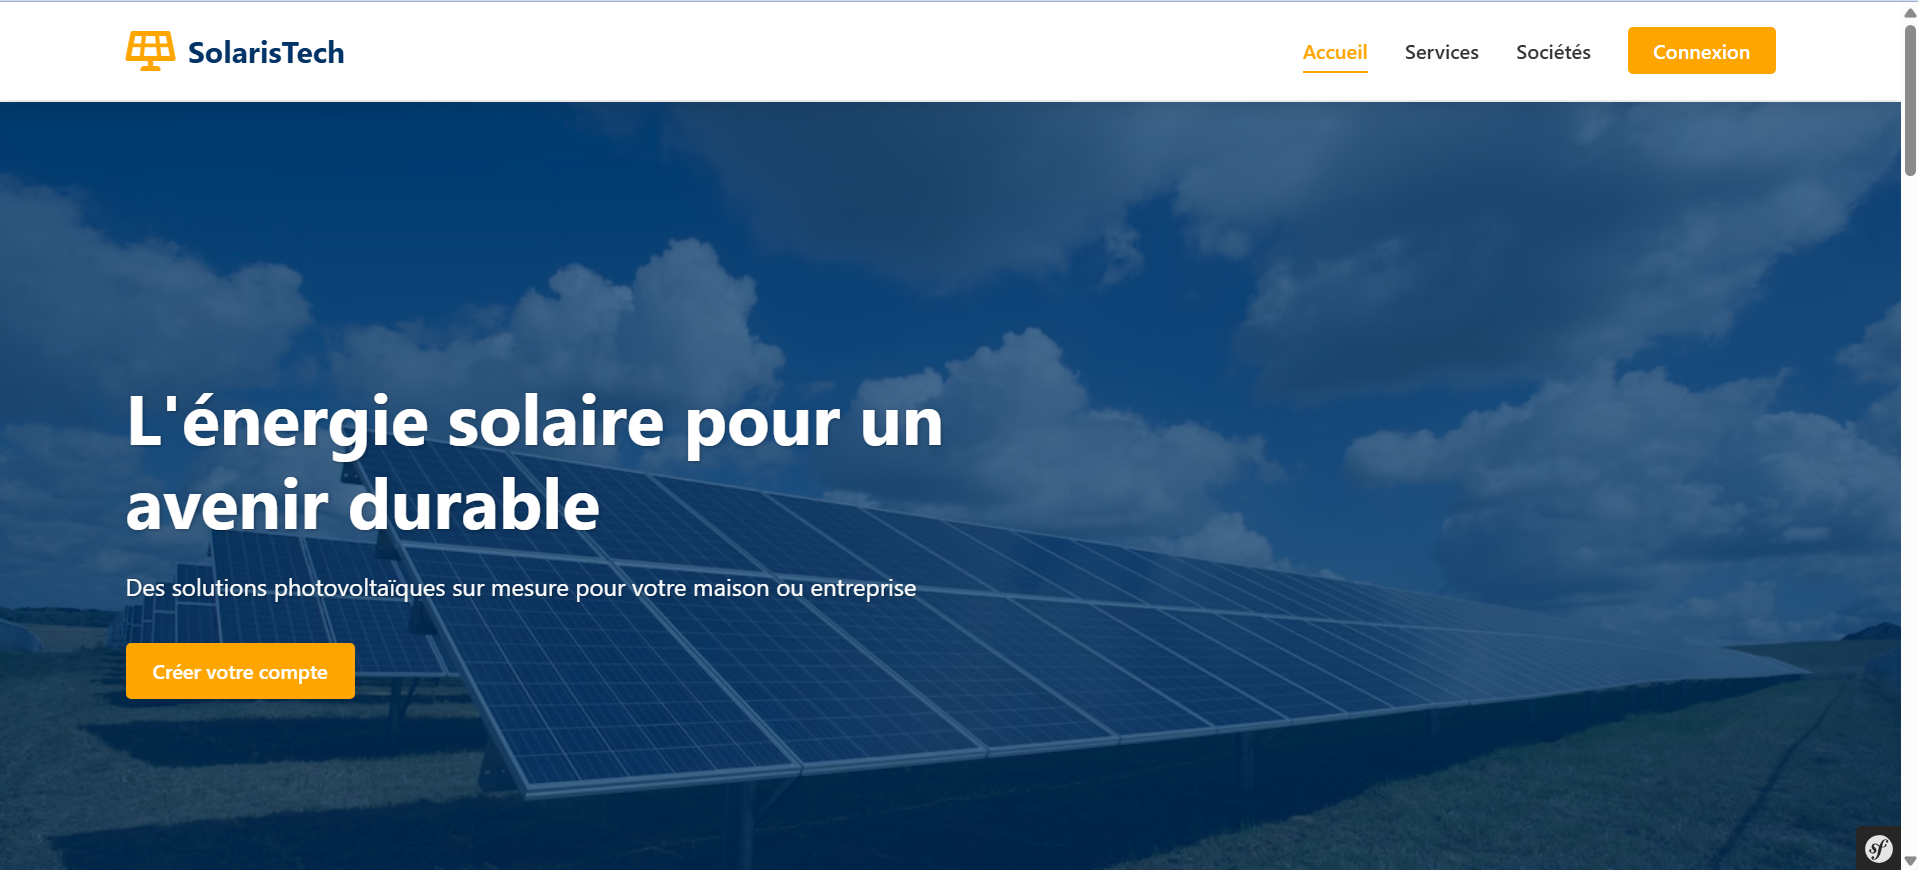 SolarisTech
Accueil
Services
Sociétés
Connexion
L'énergie solaire pour un
avenir durable
Des solutions photovoltaïques sur mesure pour votre maison ou entreprise
Créer votre compte
sf